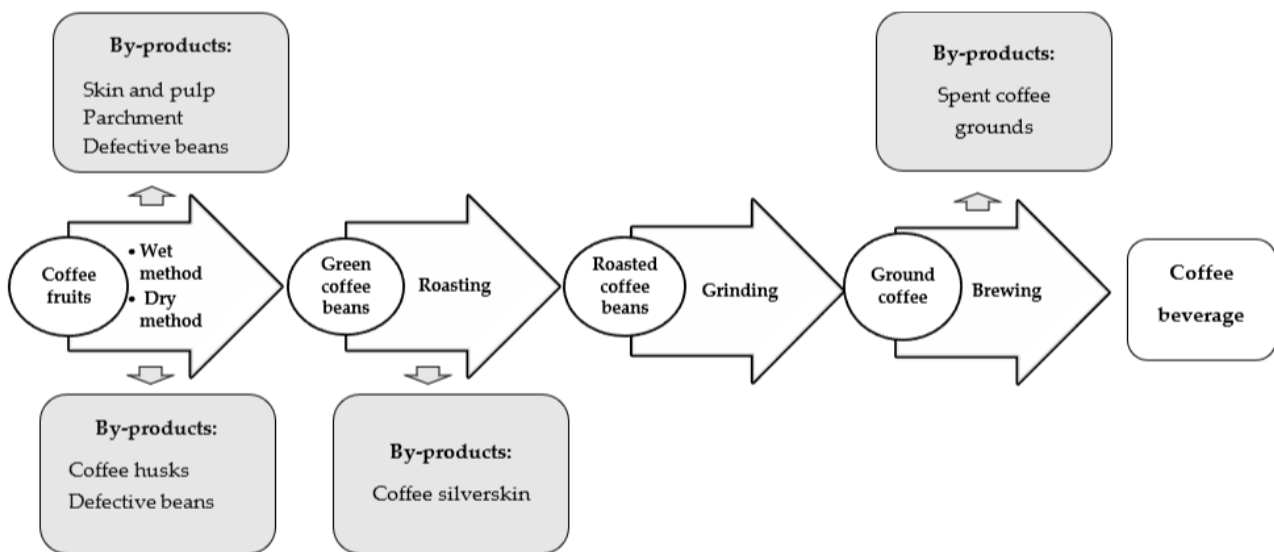 By-products:
Skin and pulp
Parchment
Defective beans
By-products:
Spent coffee
grounds
Coffee
fruits
• Wet
method
• Dry
method
Green
coffee
beans
Roasting
Roasted
coffee
beans
Grinding
Ground
coffee
Brewing
Coffee
beverage
By-products:
Coffee husks
Defective beans
By-products:
Coffee silverskin